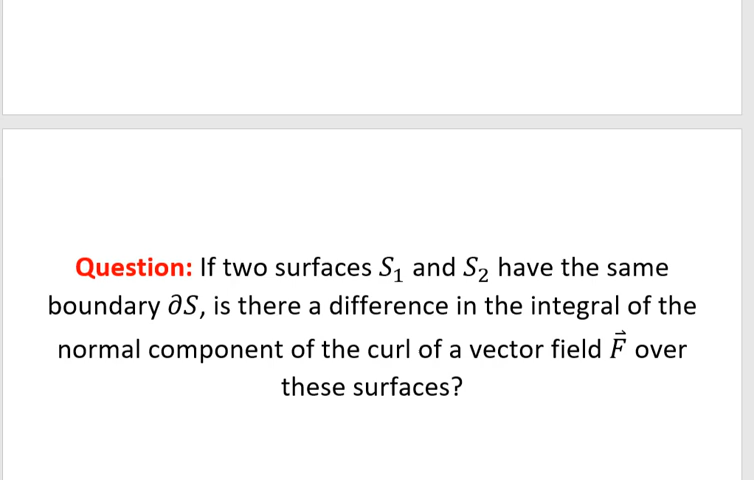 Question: If two surfaces S₁ and S₂ have the same
boundary ∂S, is there a difference in the integral of the
normal component of the curl of a vector field F⃗ over
these surfaces?